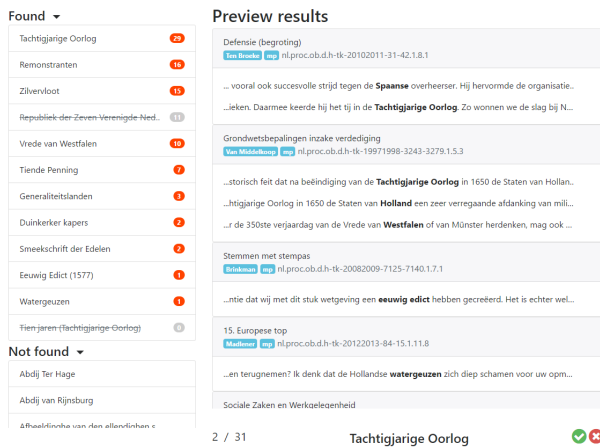 Found
Tachtigjarige Oorlog 29
Remonstranten 16
Zilvervloot 15
Republiek der Zeven Verenigde Ned.. 11
Vrede van Westfalen 10
Tiende Penning 7
Generaliteitslanden 3
Duinkerker kapers 2
Smeekschrift der Edelen 2
Eeuwig Edict (1577) 1
Watergeuzen 1
Tien jaren (Tachtigjarige Oorlog) 0
Not found
Abdij Ter Hage
Abdij van Rijnsburg
Afbeeldinghe van den ellendighen s
Preview results
Defensie (begroting)
Ten Broeke mp nl.proc.ob.d.h-tk-20102011-31-42.1.8.1
... vooral ook succesvolle strijd tegen de Spaanse overheerser. Hij hervormde de organisatie..
...ieken. Daarmee keerde hij het tij in de Tachtigjarige Oorlog. Zo wonnen we de slag bij N...
Grondwetsbepalingen inzake verdediging
Van Middelkoop mp nl.proc.ob.d.h-tk-19971998-3243-3279.1.5.3
...storisch feit dat na beëindiging van de Tachtigjarige Oorlog in 1650 de Staten van Hollan..
...htigjarige Oorlog in 1650 de Staten van Holland een zeer verregaande afdanking van mili...
...r de 350ste verjaardag van de Vrede van Westfalen of van Münster herdenken, mag ook ...
Stemmen met stempas
Brinkman mp nl.proc.ob.d.h-tk-20082009-7125-7140.1.7.1
...ntie dat wij met dit stuk wetgeving een eeuwig edict hebben gecreëerd. Het is echter wel...
15. Europese top
Madlener mp nl.proc.ob.d.h-tk-20122013-84-15.1.11.8
...en terugnemen? Ik denk dat de Hollandse watergeuzen zich diep schamen voor uw opm...
Sociale Zaken en Werkgelegenheid
2 / 31 Tachtigjarige Oorlog